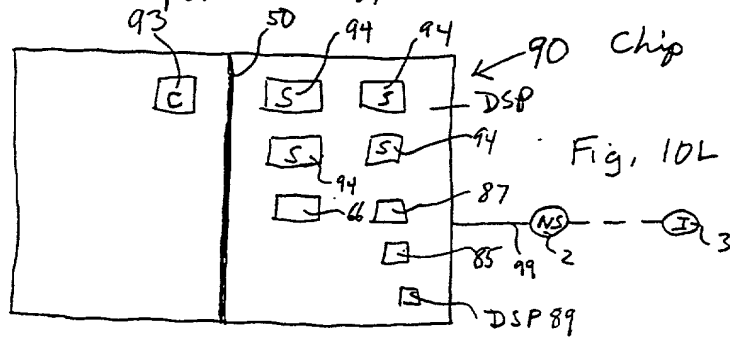 93 50 94 94
90 Chip
C S S DSP
S S 94
Fig. 10L
94
66 87
NS I
85 99 2 3
DSP 89